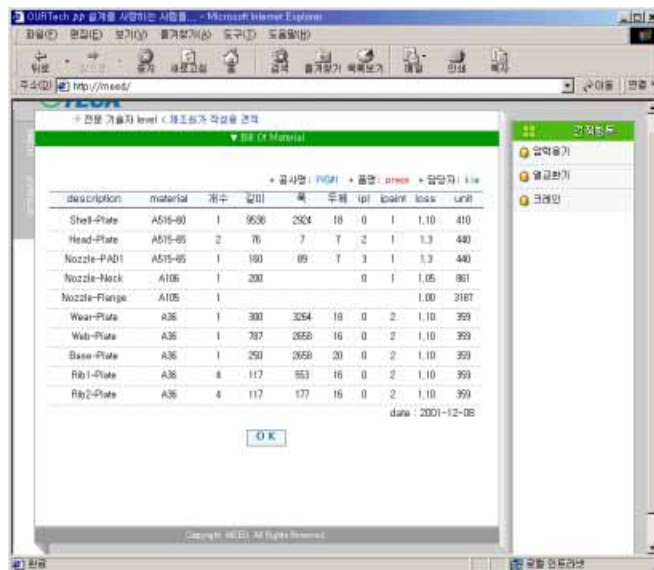 OURTech pp 설계를 사랑하는 사람들... - Microsoft Internet Explorer
파일(F) 편집(E) 보기(V) 즐겨찾기(A) 도구(T) 도움말(H)
뒤로 앞으로 중지 새로고침 홈 검색 즐겨찾기 목록보기 메일 인쇄 복자
주소(D) http://meed/ 이동 연결
전문 기술자 level < 제조원가 작성용 견적
▼ Bill Of Material
공사명: 품명: press 담당자: kim
description material 개수 길이 폭 두께 ipl ipaint loss unit
Shell-Plate A516-60 1 9536 2924 18 0 1 1.10 410
Head-Plate A515-65 2 76 7 7 2 1 1.3 440
Nozzle-PAD1 A515-65 1 160 89 7 3 1 1.3 440
Nozzle-Neck A106 1 200 0 1 1.05 861
Nozzle-Flange A105 1 1.00 3187
Wear-Plate A36 1 300 3264 18 0 2 1.10 359
Web-Plate A36 1 787 2658 16 0 2 1.10 359
Base-Plate A36 1 250 2658 20 0 2 1.10 359
Rib1-Plate A36 4 117 553 16 0 2 1.10 359
Rib2-Plate A36 4 117 177 16 0 2 1.10 359
date : 2001-12-08
OK
Copyright MEED. All Rights Reserved.
견적항목
압력용기
열교환기
크레인
완료 로컬 인트라넷